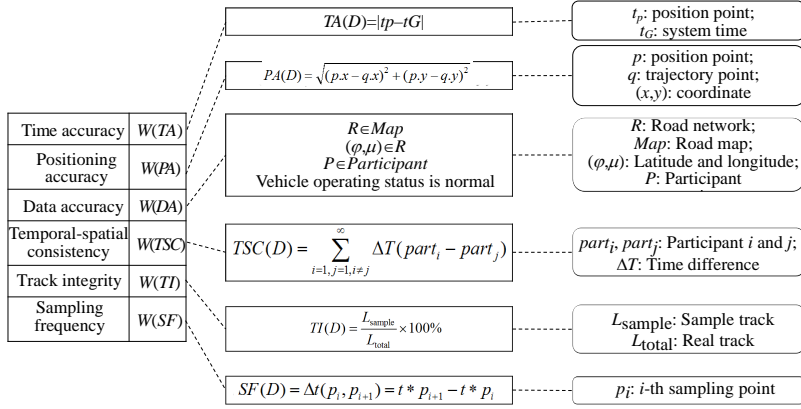 Time accuracy W(TA)
Positioning
accuracy W(PA)
Data accuracy W(DA)
Temporal-spatial
consistency W(TSC)
Track integrity W(TI)
Sampling
frequency W(SF)
TA(D)=|tp–tG|
PA(D) = √((p.x − q.x)² + (p.y − q.y)²)
R∈Map
(φ,μ)∈R
P∈Participant
Vehicle operating status is normal
TSC(D) = ∑_{i=1, j=1, i≠j}^{∞} ΔT(part_i − part_j)
TI(D) = L_sample / L_total × 100%
SF(D) = Δt(p_i, p_{i+1}) = t * p_{i+1} − t * p_i
t_p: position point;
t_G: system time
p: position point;
q: trajectory point;
(x,y): coordinate
R: Road network;
Map: Road map;
(φ,μ): Latitude and longitude;
P: Participant
part_i, part_j: Participant i and j;
ΔT: Time difference
L_sample: Sample track
L_total: Real track
p_i: i-th sampling point